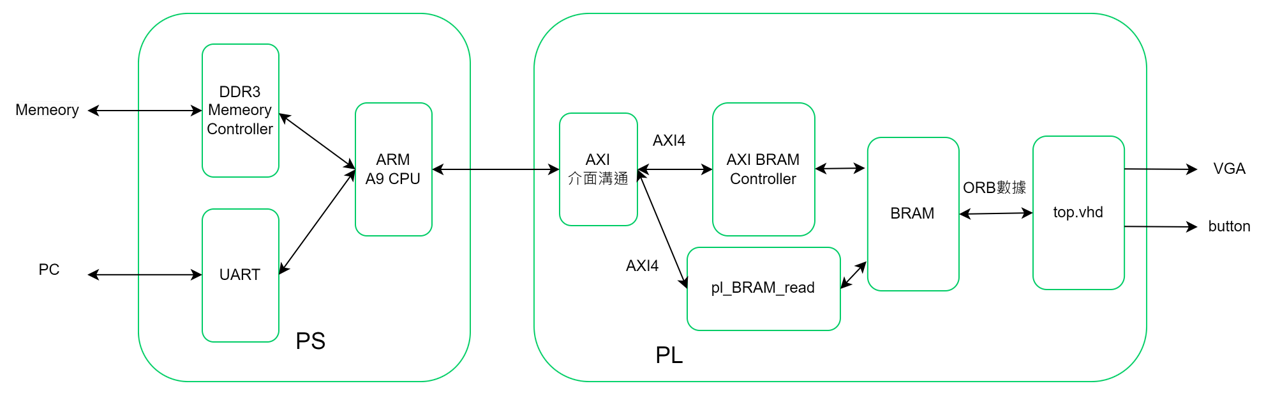 Memeory
PC
DDR3
Memeory
Controller
UART
ARM
A9 CPU
PS
AXI
介面溝通
AXI4
AXI4
AXI BRAM
Controller
pl_BRAM_read
BRAM
ORB數據
top.vhd
PL
VGA
button